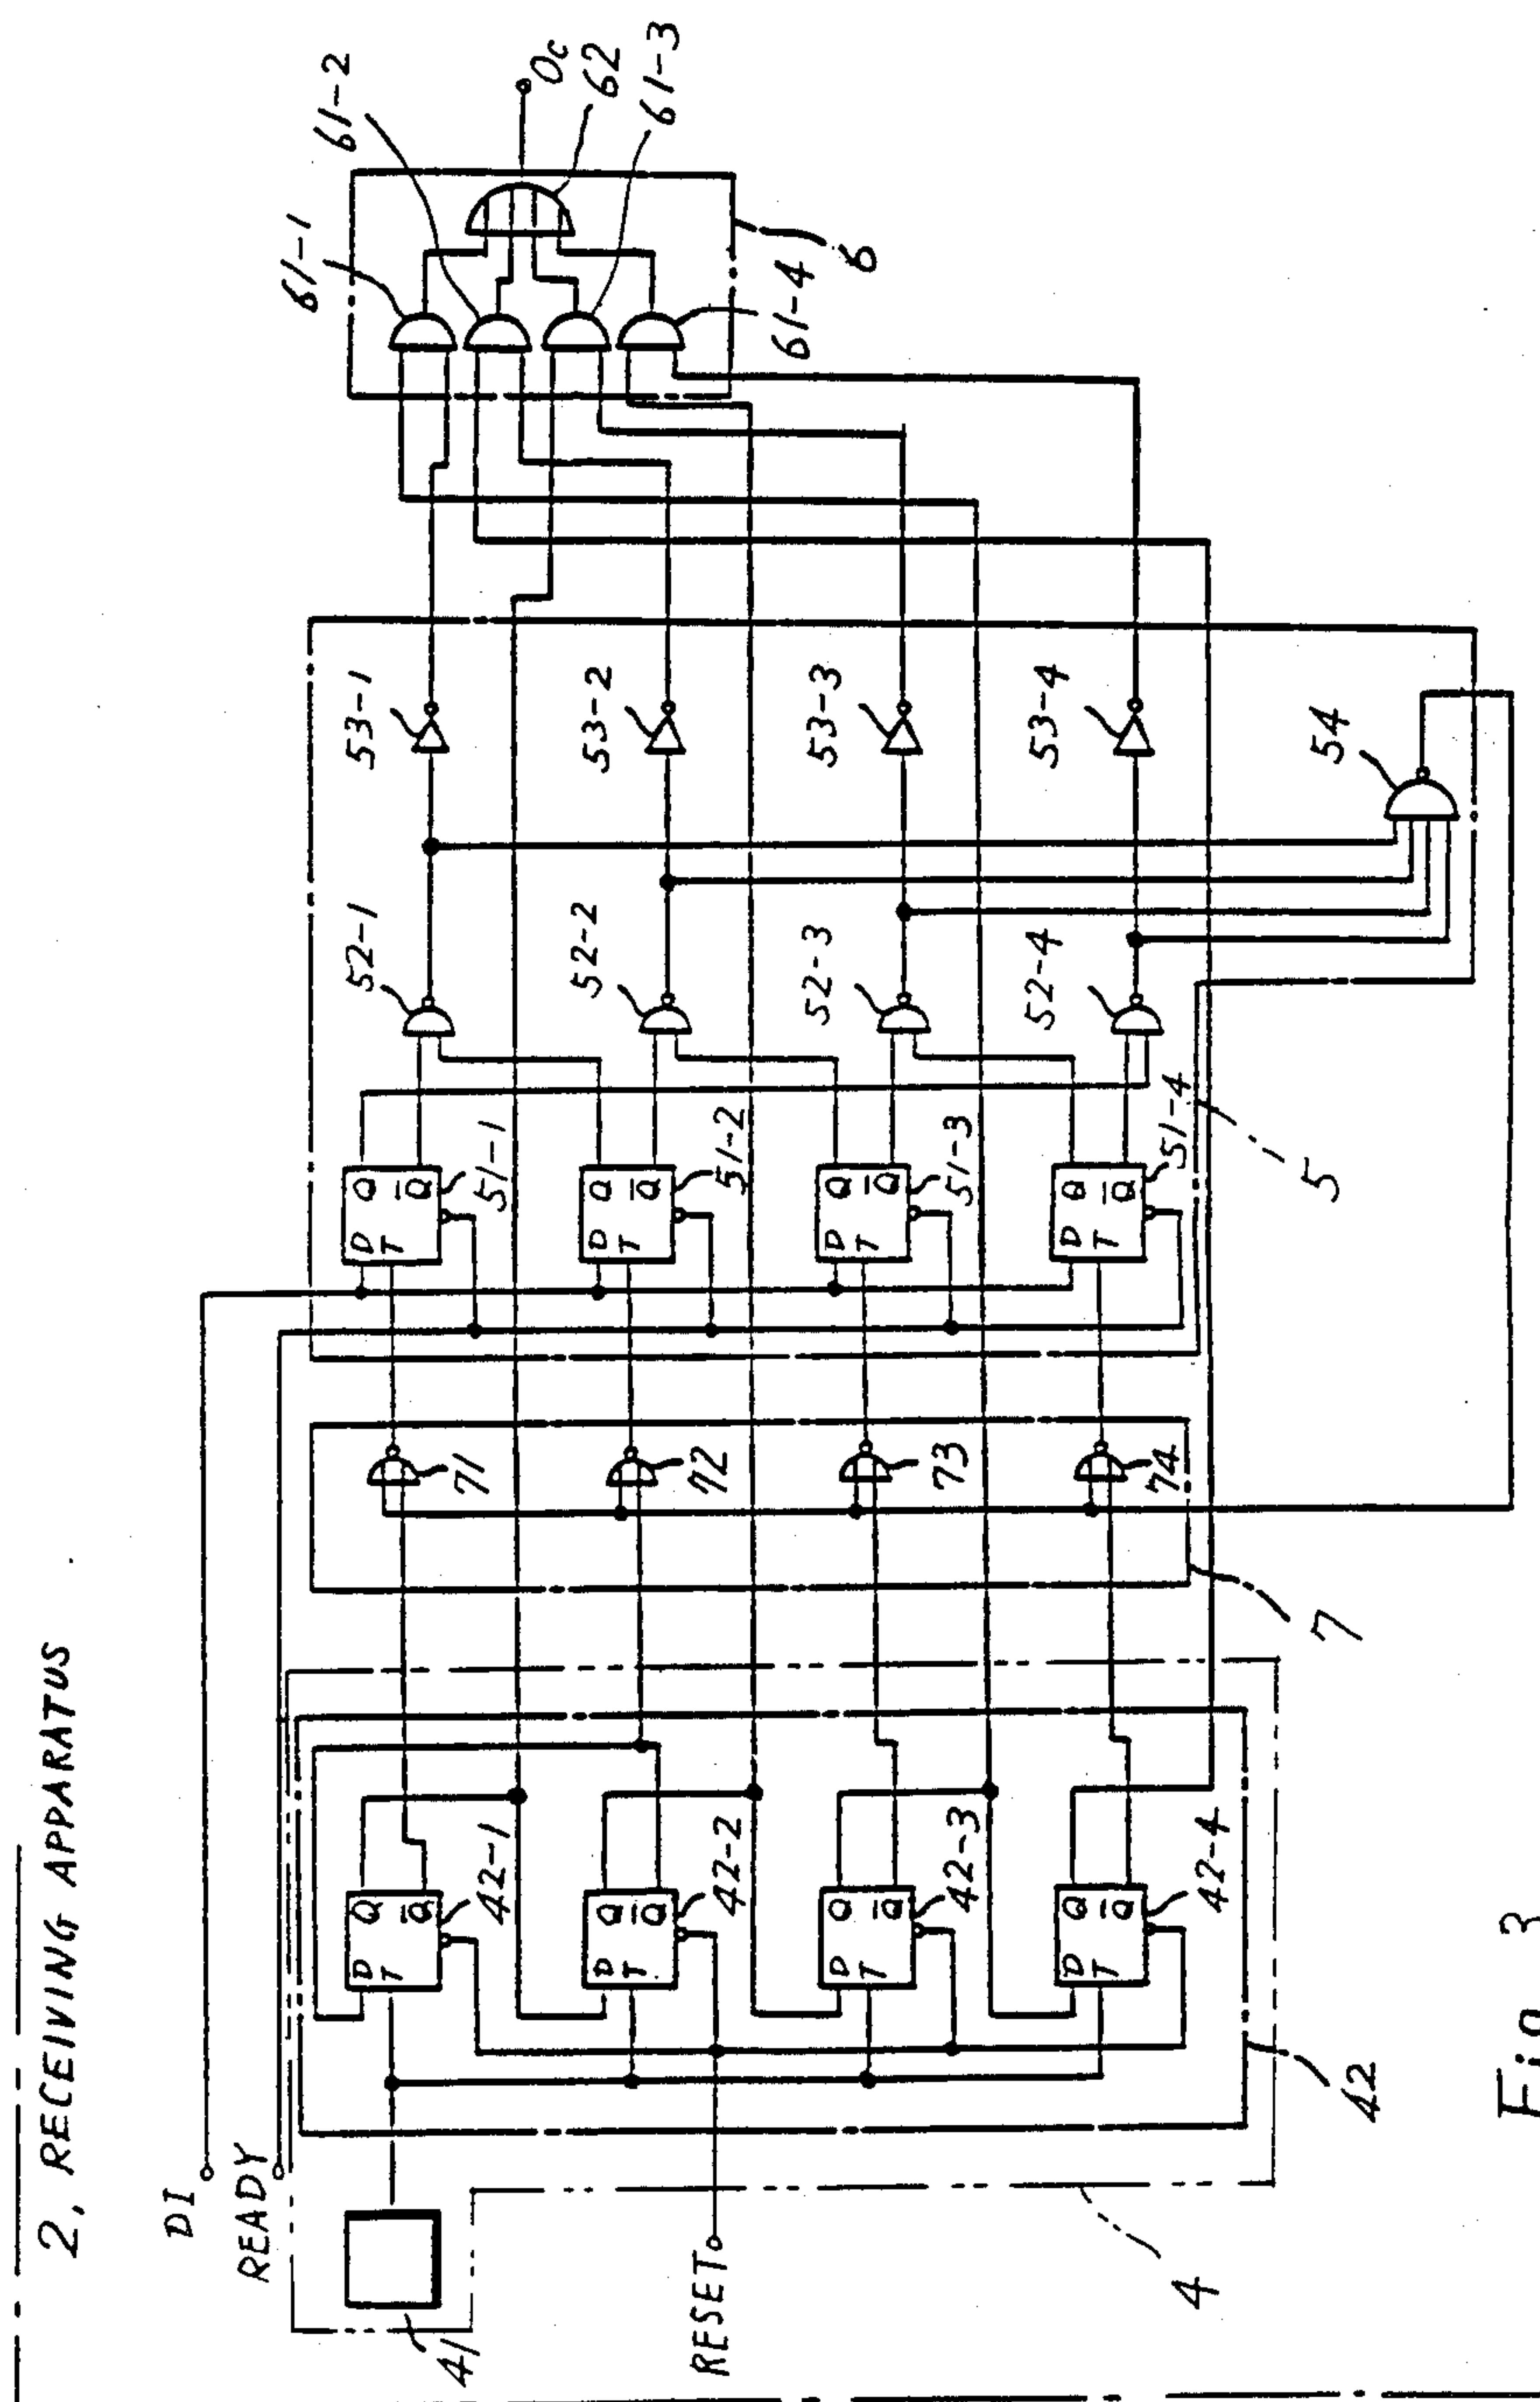 2, RECEIVING APPARATUS
DI
READY
RESET
41
4
42
D Q
T Q̅
42-1
D Q
T Q̅
42-2
D Q
T Q̅
42-3
D Q
T Q̅
42-4
71
72
73
74
7
D Q
T Q̅
51-1
D Q
T Q̅
51-2
D Q
T Q̅
51-3
D Q
T Q̅
51-4
5
52-1
52-2
52-3
52-4
53-1
53-2
53-3
53-4
54
61-1
61-2
61-3
61-4
62
6
Oc
Fig. 3